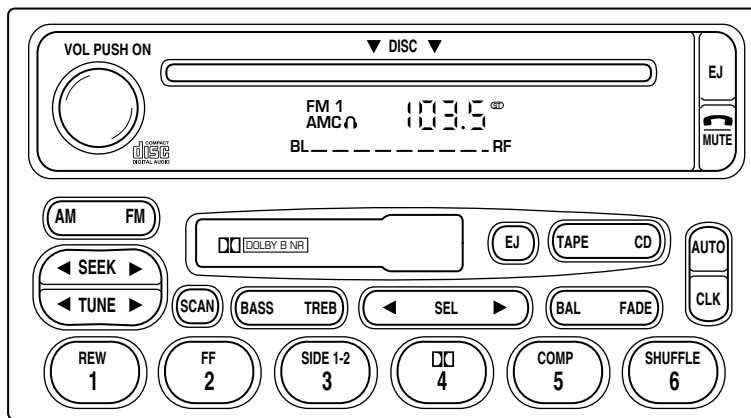 VOL PUSH ON
▼ DISC ▼
EJ
FM 1
AMC
103.5 ST
MUTE
COMPACT
disc
DIGITAL AUDIO
BL RF
AM FM
DOLBY B NR
EJ
TAPE CD
AUTO
◄ SEEK ►
◄ TUNE ►
SCAN
BASS TREB
◄ SEL ►
BAL FADE
CLK
REW
1
FF
2
SIDE 1-2
3
4
COMP
5
SHUFFLE
6